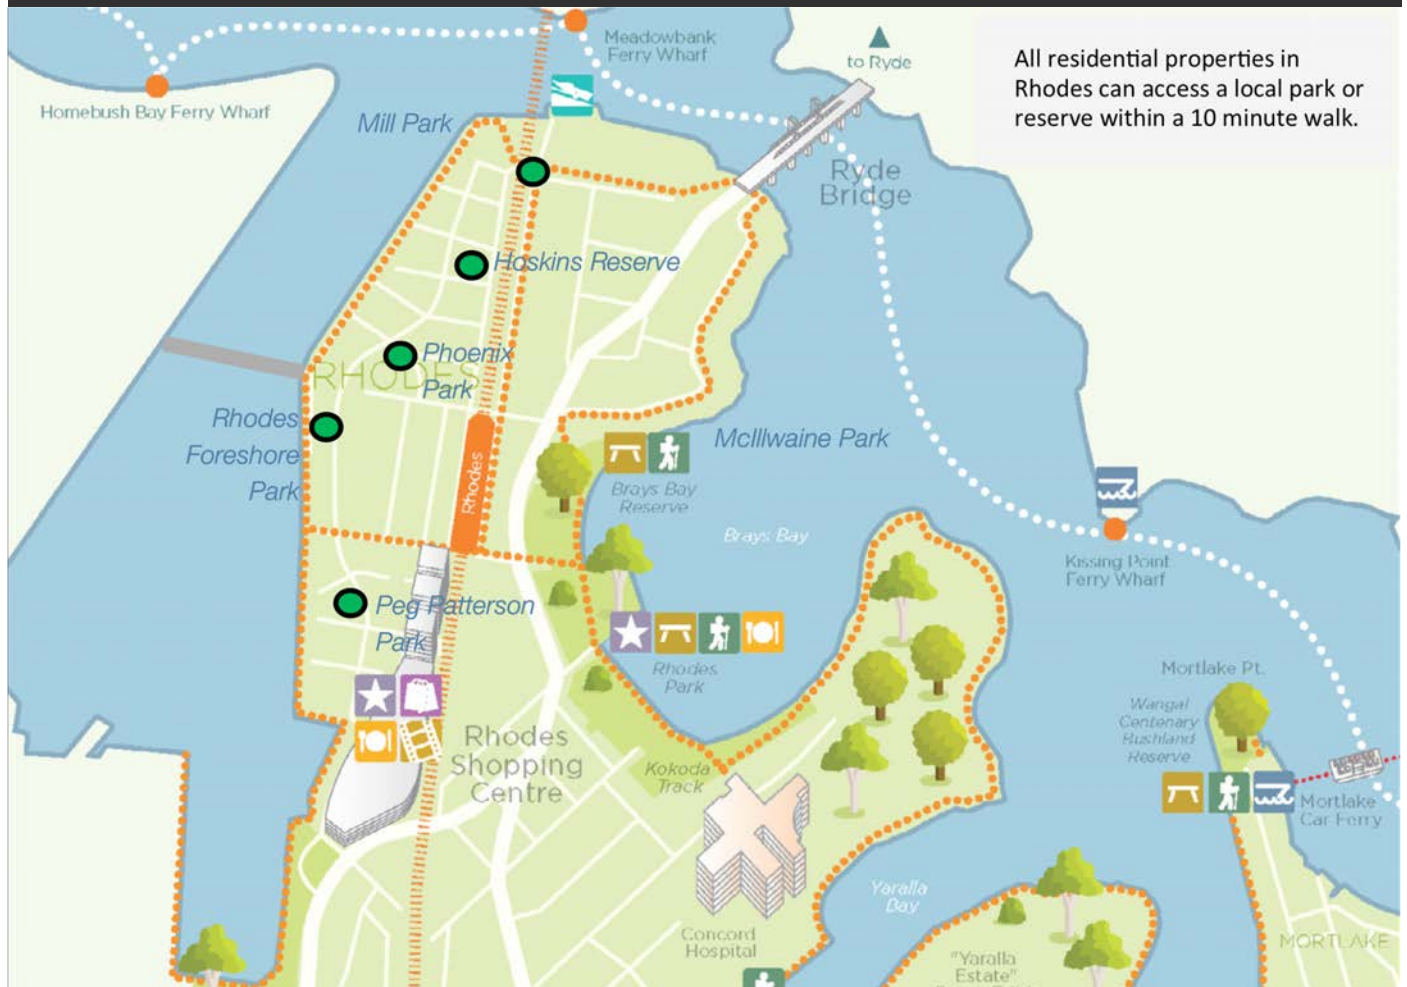 Meadowbank
Ferry Wharf
to Ryde
All residential properties in
Rhodes can access a local park or
reserve within a 10 minute walk.
Homebush Bay Ferry Wharf
Mill Park
Ryde
Bridge
Hoskins Reserve
Phoenix
Park
RHODES
Rhodes
Foreshore
Park
Rhodes
McIllwaine Park
Brays Bay
Reserve
Brays Bay
Kissing Point
Ferry Wharf
Peg Patterson
Park
Rhodes
Park
Mortlake Pt.
Wangal
Centenary
Bushland
Reserve
Rhodes
Shopping
Centre
Kokoda
Track
Mortlake
Car Ferry
Yaralla
Bay
Concord
Hospital
MORTLAKE
"Yaralla
Estate"